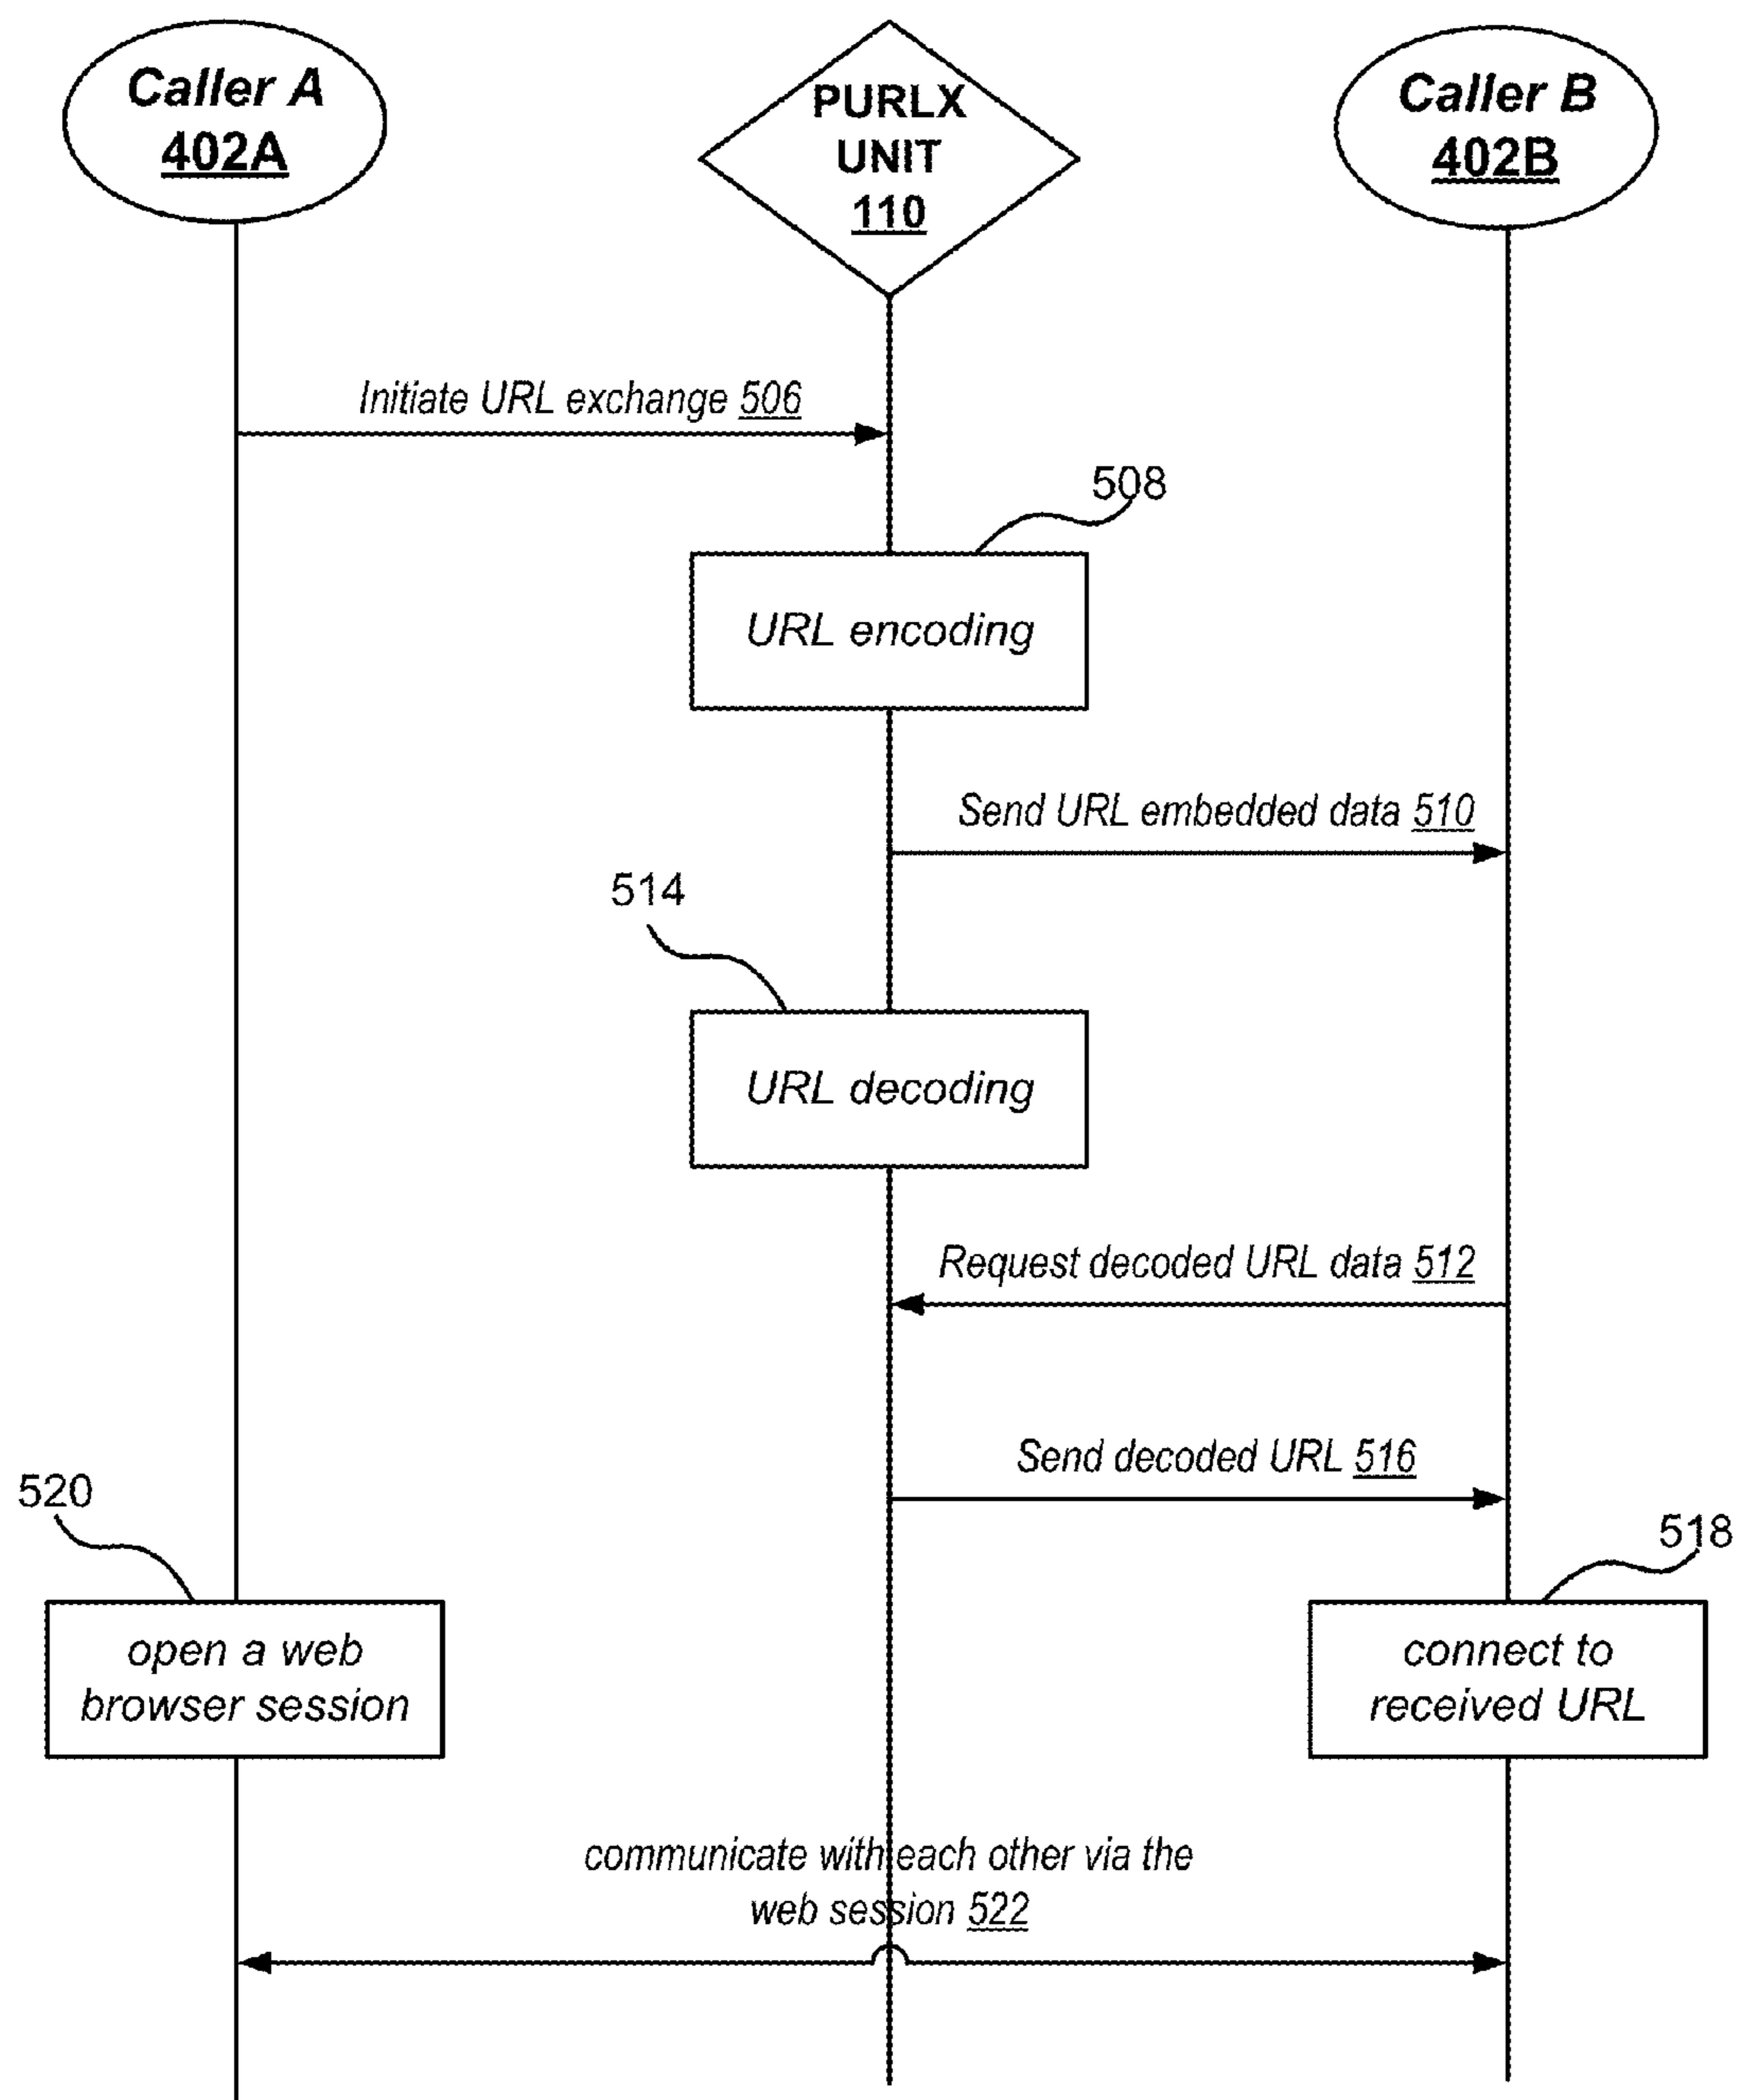 Caller A
402A
PURLX
UNIT
110
Caller B
402B
Initiate URL exchange 506
508
URL encoding
Send URL embedded data 510
514
URL decoding
Request decoded URL data 512
Send decoded URL 516
520
518
open a web
browser session
connect to
received URL
communicate with each other via the
web session 522